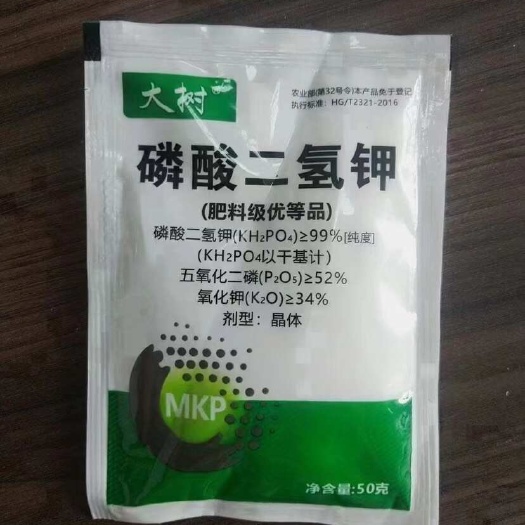 大树
农业部(第32号令)本产品免于登记
执行标准：HG/T2321-2016
磷酸二氢钾
(肥料级优等品)
磷酸二氢钾(KH₂PO₄)≥99%[纯度]
(KH₂PO₄以干基计)
五氧化二磷(P₂O₅)≥52%
氧化钾(K₂O)≥34%
剂型：晶体
MKP
净含量:50克